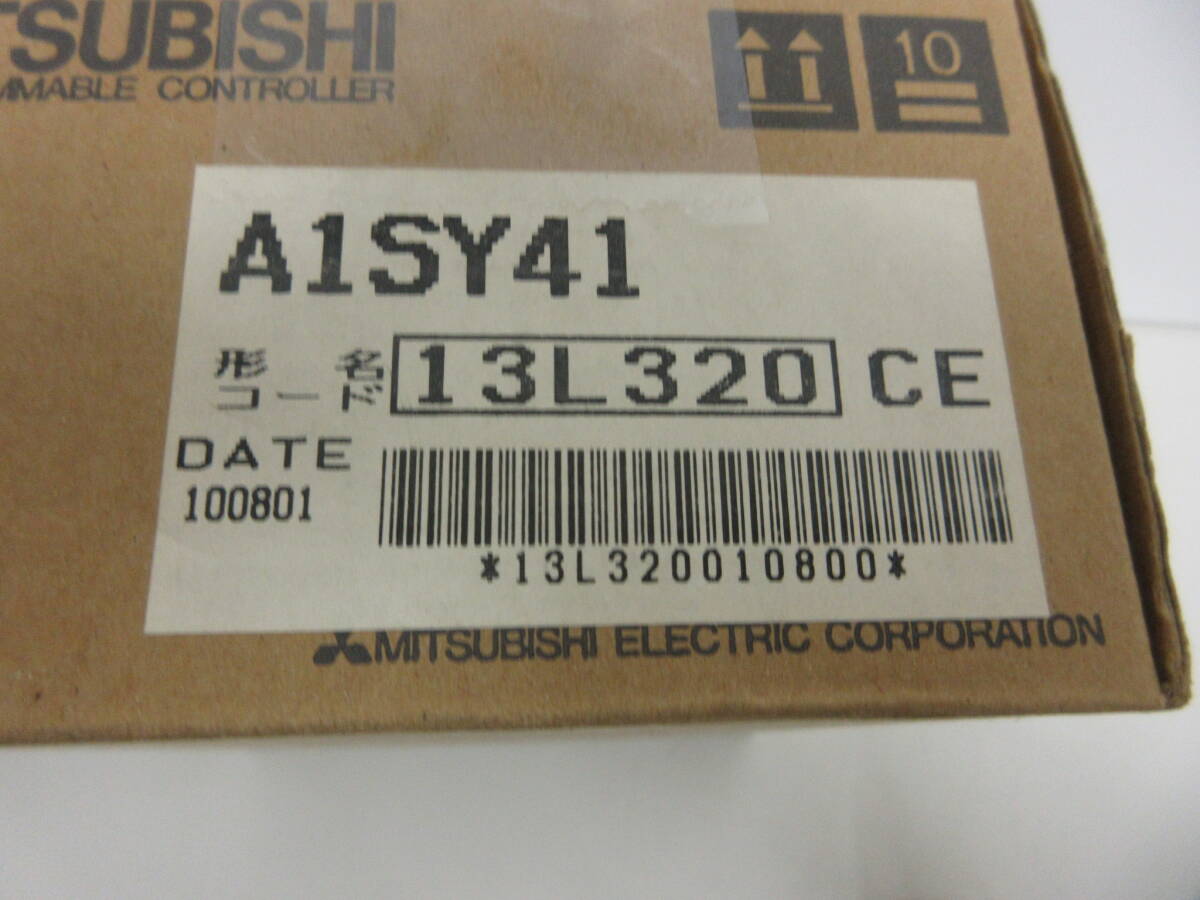 TSUBISHI
MMABLE CONTROLLER
10
A1SY41
形名
コード
13L320 CE
DATE
100801
*13L320010800*
MITSUBISHI ELECTRIC CORPORATION